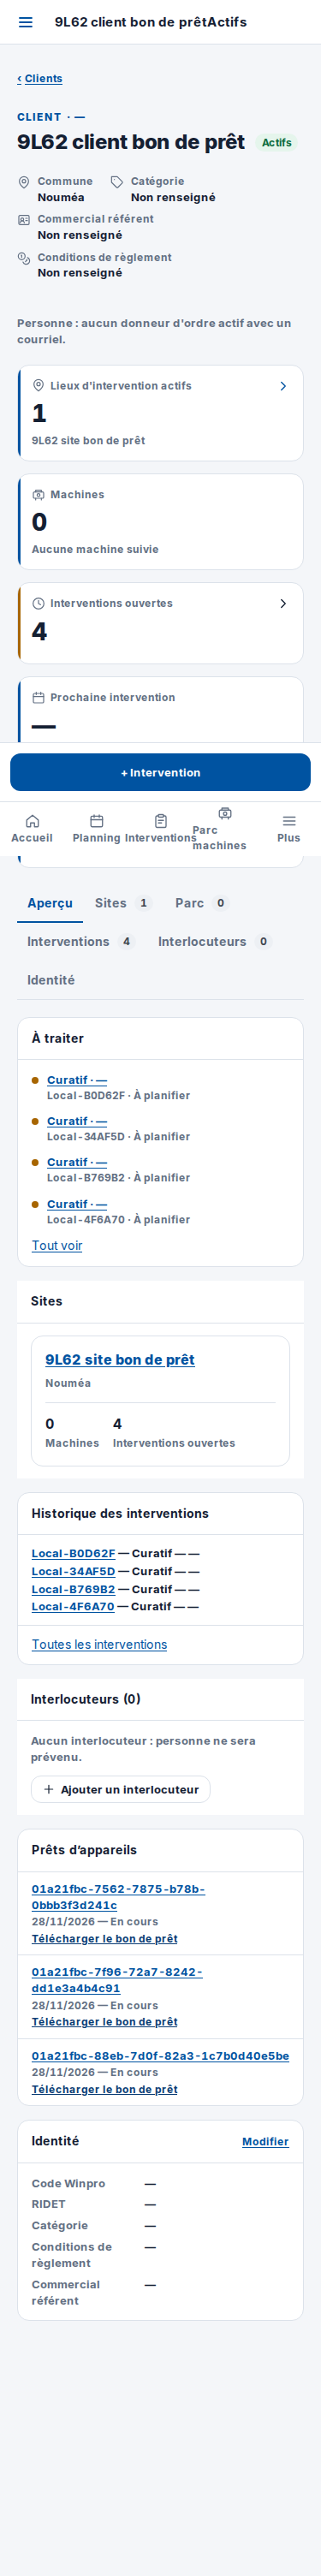 9L62 client bon de prêtActifs
‹ Clients
CLIENT · —
9L62 client bon de prêt Actifs
Commune Catégorie
Nouméa Non renseigné
Commercial référent
Non renseigné
Conditions de règlement
Non renseigné
Personne : aucun donneur d'ordre actif avec un
courriel.
Lieux d'intervention actifs
1
9L62 site bon de prêt
Machines
0
Aucune machine suivie
Interventions ouvertes
4
Prochaine intervention
—
+ Intervention
Accueil Planning Interventions Parc machines Plus
Aperçu Sites 1 Parc 0
Interventions 4 Interlocuteurs 0
Identité
À traiter
Curatif · —
Local-B0D62F · À planifier
Curatif · —
Local-34AF5D · À planifier
Curatif · —
Local-B769B2 · À planifier
Curatif · —
Local-4F6A70 · À planifier
Tout voir
Sites
9L62 site bon de prêt
Nouméa
0 4
Machines Interventions ouvertes
Historique des interventions
Local-B0D62F — Curatif — —
Local-34AF5D — Curatif — —
Local-B769B2 — Curatif — —
Local-4F6A70 — Curatif — —
Toutes les interventions
Interlocuteurs (0)
Aucun interlocuteur : personne ne sera
prévenu.
+ Ajouter un interlocuteur
Prêts d’appareils
01a21fbc-7562-7875-b78b-
0bbb3f3d241c
28/11/2026 — En cours
Télécharger le bon de prêt
01a21fbc-7f96-72a7-8242-
dd1e3a4b4c91
28/11/2026 — En cours
Télécharger le bon de prêt
01a21fbc-88eb-7d0f-82a3-1c7b0d40e5be
28/11/2026 — En cours
Télécharger le bon de prêt
Identité Modifier
Code Winpro —
RIDET —
Catégorie —
Conditions de —
règlement
Commercial —
référent